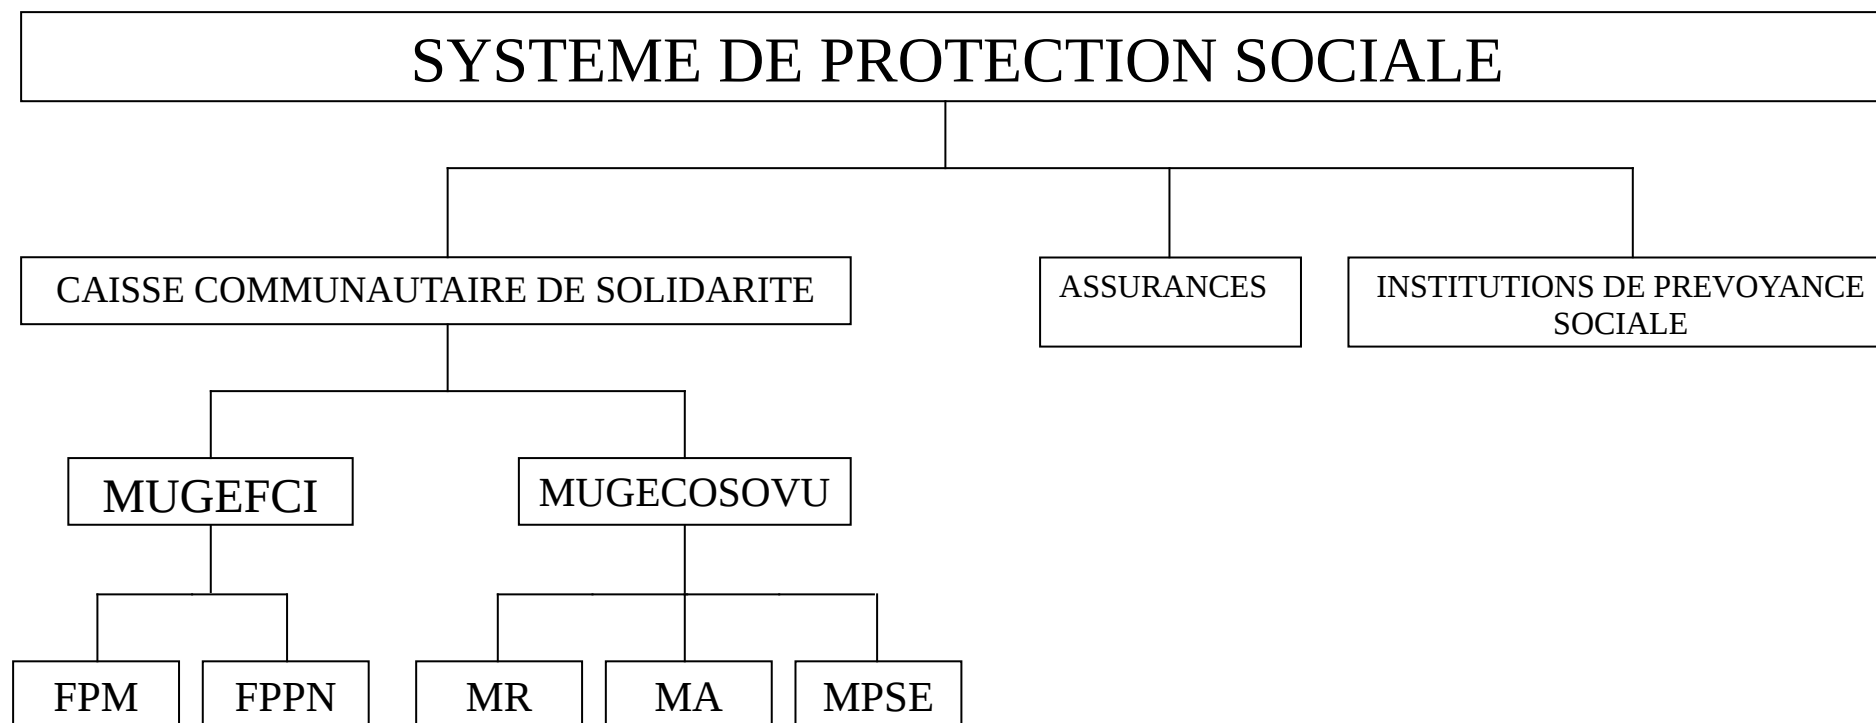 SYSTEME DE PROTECTION SOCIALE
CAISSE COMMUNAUTAIRE DE SOLIDARITE
ASSURANCES
INSTITUTIONS DE PREVOYANCE
SOCIALE
MUGEFCI
MUGECOSOVU
FPM
FPPN
MR
MA
MPSE